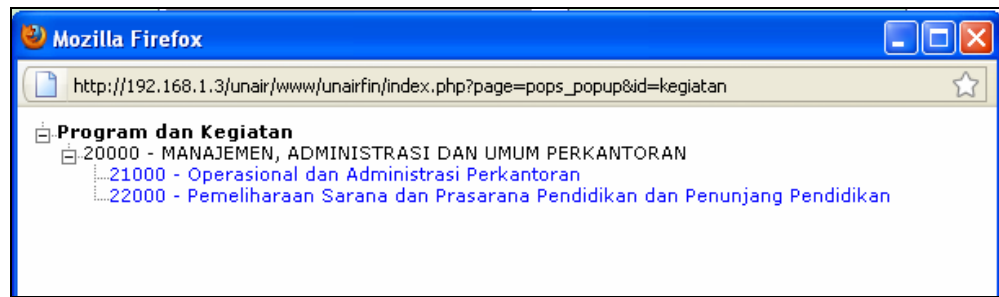 Mozilla Firefox
http://192.168.1.3/unair/www/unairfin/index.php?page=pops_popup&id=kegiatan
Program dan Kegiatan
20000 - MANAJEMEN, ADMINISTRASI DAN UMUM PERKANTORAN
21000 - Operasional dan Administrasi Perkantoran
22000 - Pemeliharaan Sarana dan Prasarana Pendidikan dan Penunjang Pendidikan